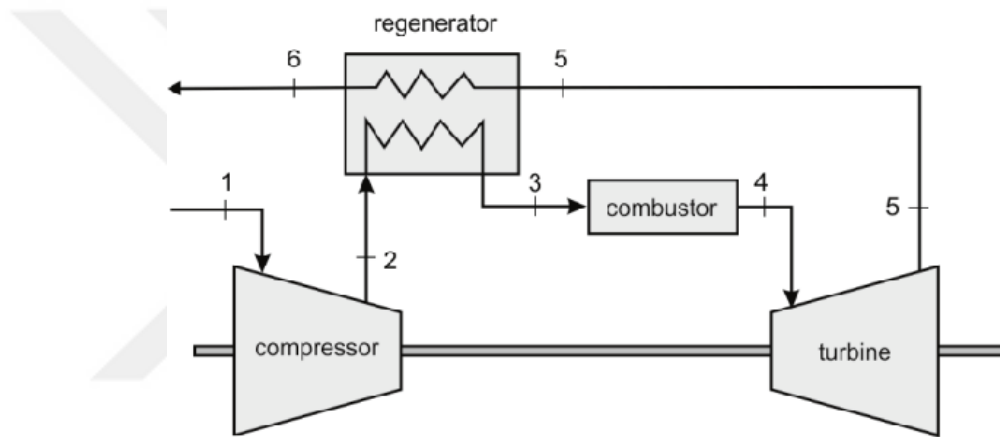 regenerator
6
5
1
3
4
combustor
5
2
compressor
turbine